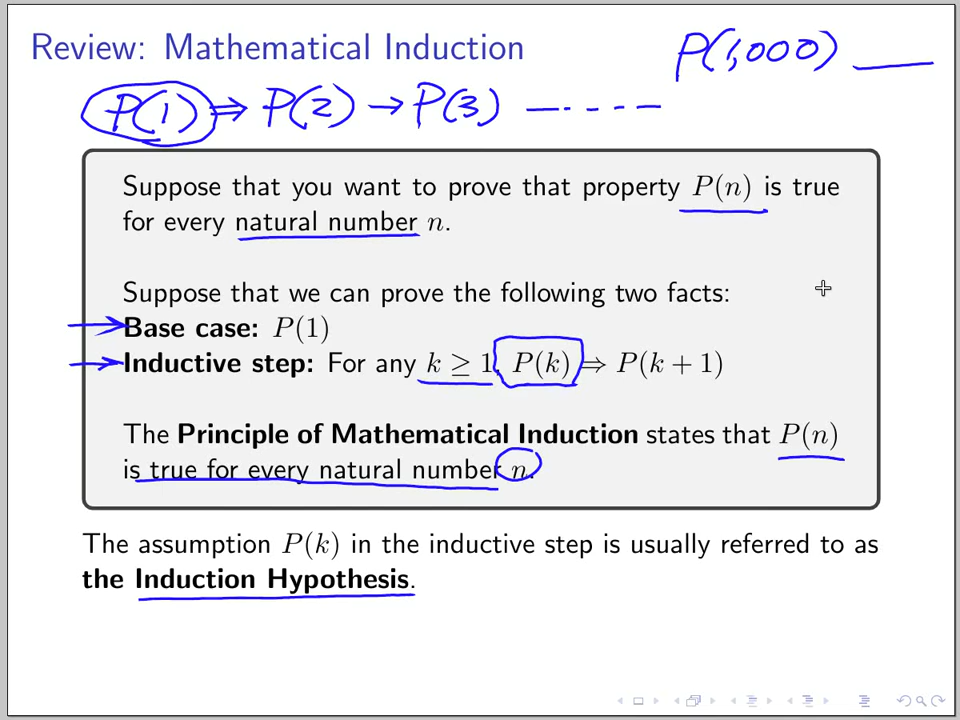 Review: Mathematical Induction
P(1,000)
P(1) ⇒ P(2) → P(3) -----
Suppose that you want to prove that property P(n) is true
for every natural number n.
Suppose that we can prove the following two facts:
Base case: P(1)
Inductive step: For any k ≥ 1, P(k) ⇒ P(k + 1)
The Principle of Mathematical Induction states that P(n)
is true for every natural number n.
The assumption P(k) in the inductive step is usually referred to as
the Induction Hypothesis.